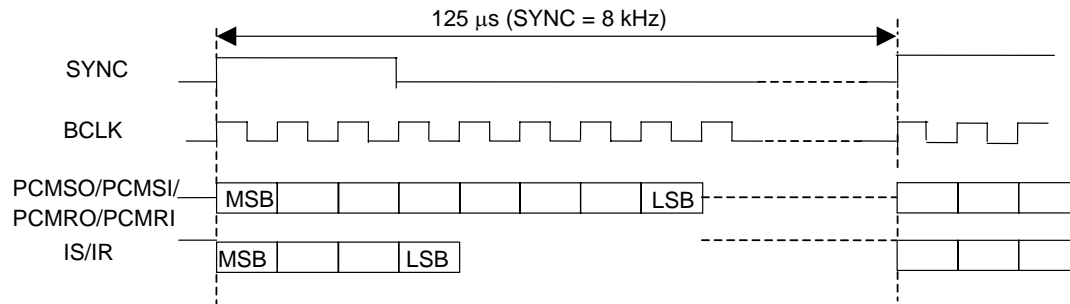 125 μs (SYNC = 8 kHz)
SYNC
BCLK
PCMSO/PCMSI/
PCMRO/PCMRI
MSB LSB
IS/IR
MSB LSB